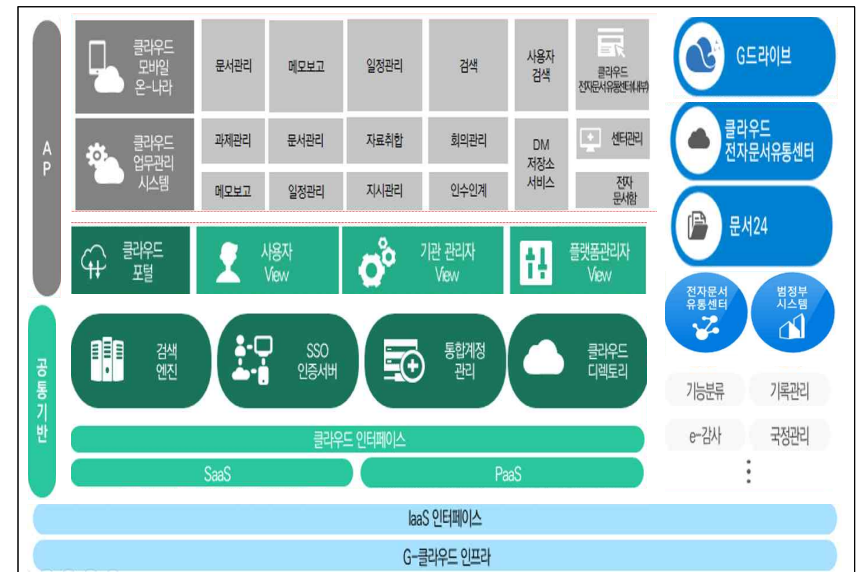 AP
클라우드
모바일
온-나라
문서관리
메모보고
일정관리
검색
사용자
검색
클라우드
전자문서유통센터(내부)
클라우드
업무관리
시스템
과제관리
문서관리
자료취합
회의관리
DM
저장소
서비스
센터관리
메모보고
일정관리
지시관리
인수인계
전자
문서함
클라우드
포털
사용자
View
기관 관리자
View
플랫폼관리자
View
공통기반
검색
엔진
SSO
인증서버
통합계정
관리
클라우드
디렉토리
클라우드 인터페이스
SaaS
PaaS
G드라이브
클라우드
전자문서유통센터
문서24
전자문서
유통센터
범정부
시스템
기능분류
기록관리
e-감사
국정관리
IaaS 인터페이스
G-클라우드 인프라